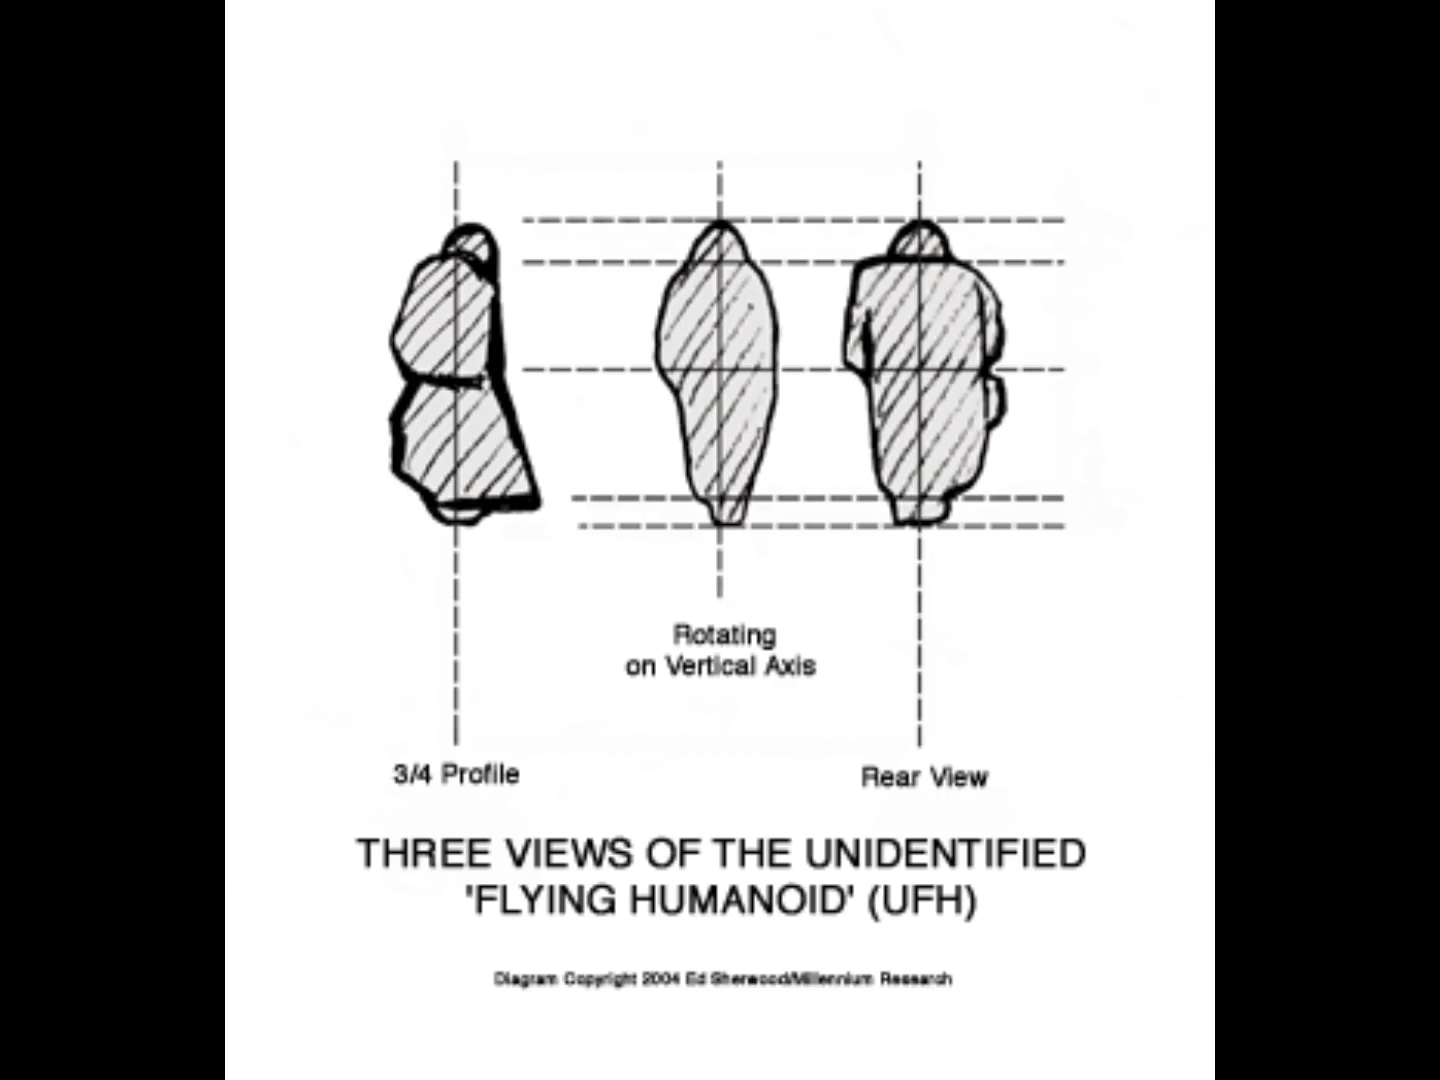 Rotating
on Vertical Axis
3/4 Profile
Rear View
THREE VIEWS OF THE UNIDENTIFIED
'FLYING HUMANOID' (UFH)
Diagram Copyright 2004 Ed Sherwood/Millennium Research